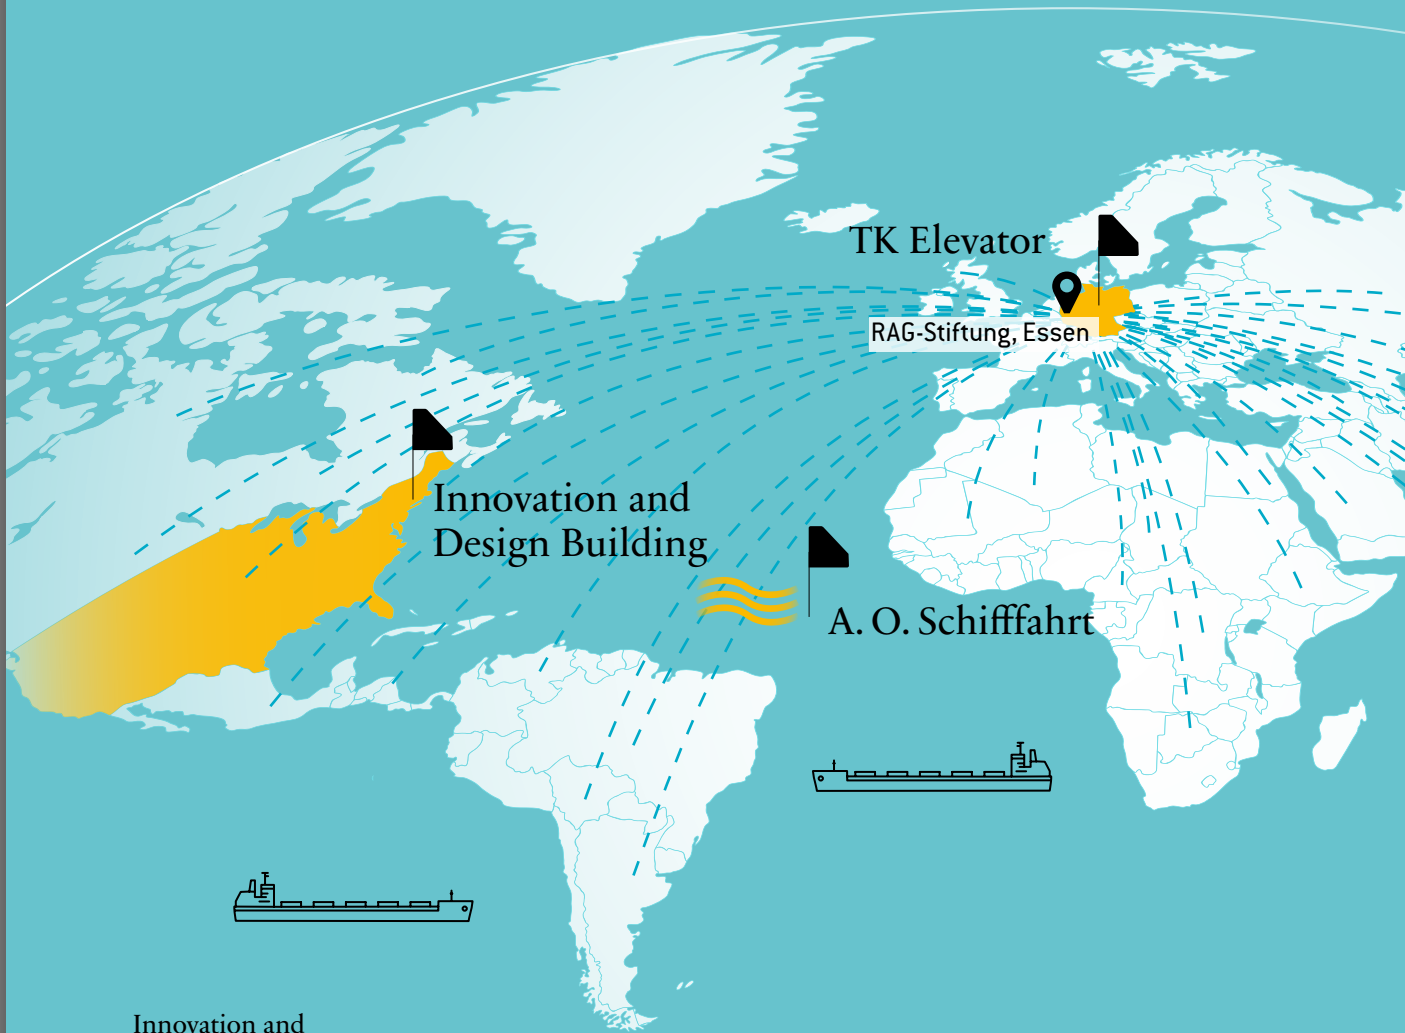 TK Elevator
RAG-Stiftung, Essen
Innovation and
Design Building
A. O. Schifffahrt
Innovation and